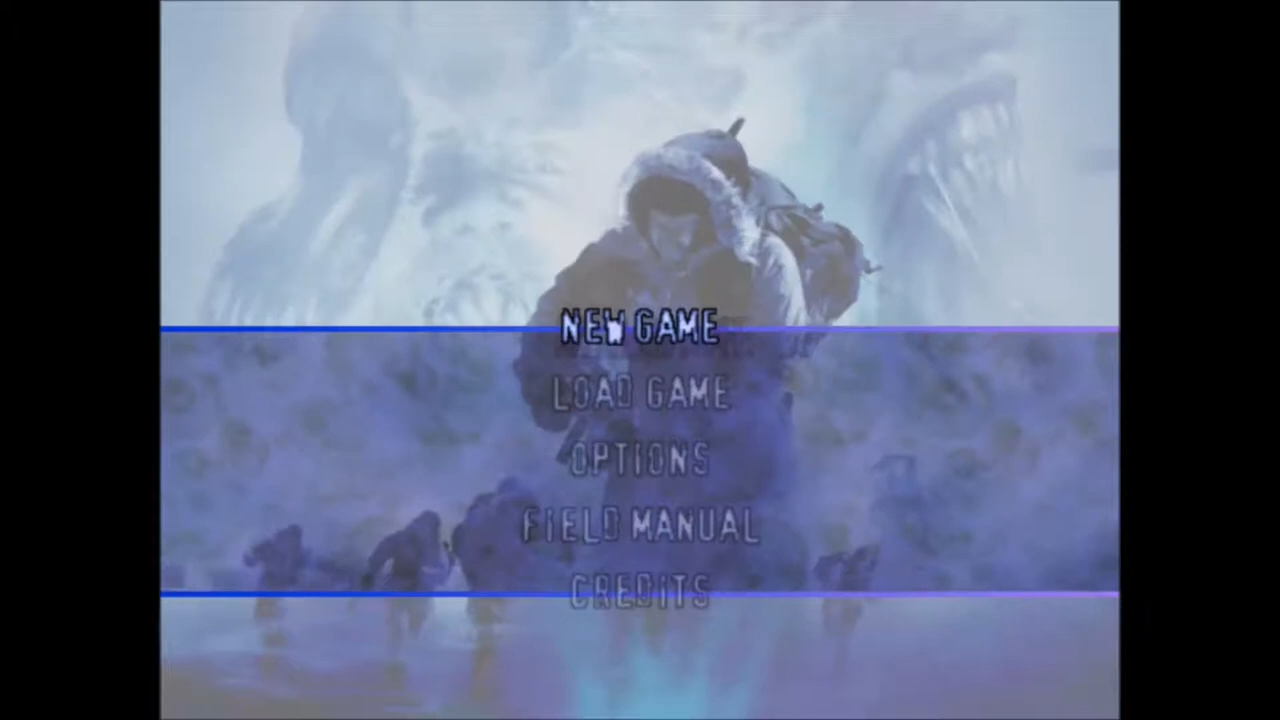 NEW GAME
LOAD GAME
OPTIONS
FIELD MANUAL
CREDITS